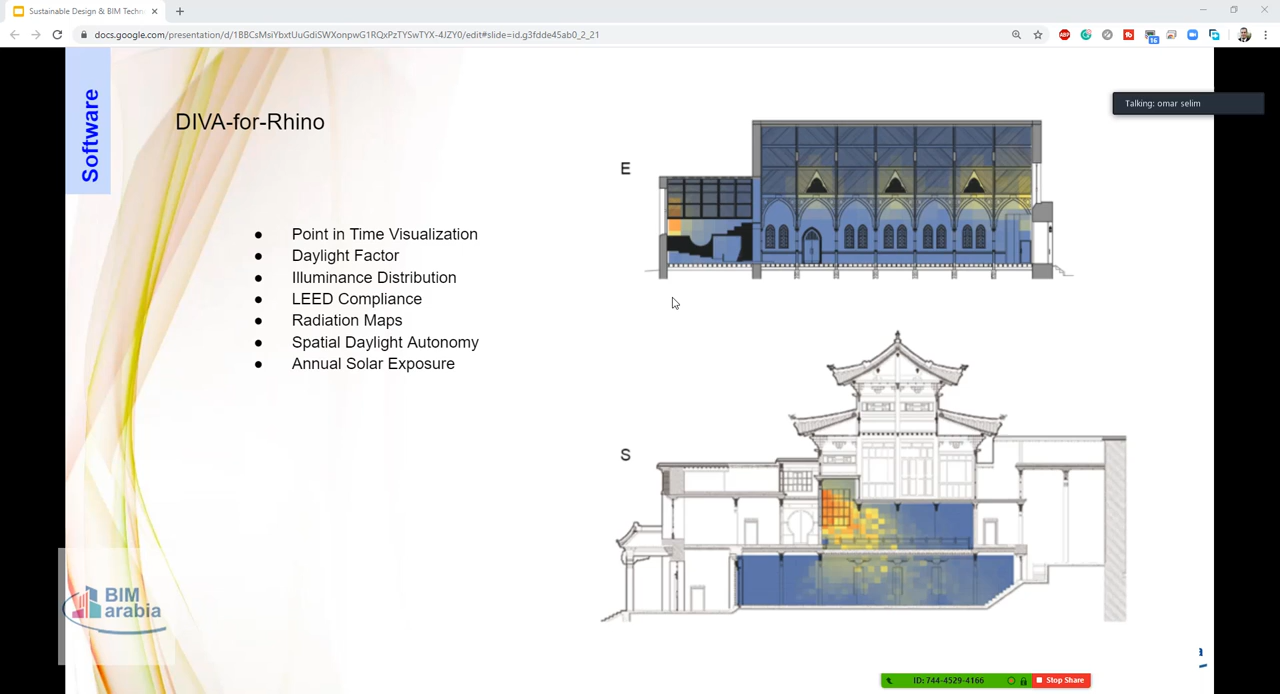 Sustainable Design & BIM Techn
docs.google.com/presentation/d/1BBCsMsiYbxtUuGdiSWXonpwG1RQxPzTYSwTYX-4JZY0/edit#slide=id.g3fdde45ab0_2_21
ABP
16
Talking: omar selim
Software
DIVA-for-Rhino
E
● Point in Time Visualization
● Daylight Factor
● Illuminance Distribution
● LEED Compliance
● Radiation Maps
● Spatial Daylight Autonomy
● Annual Solar Exposure
S
BIM
arabia
a
ID: 744-4529-4166
Stop Share